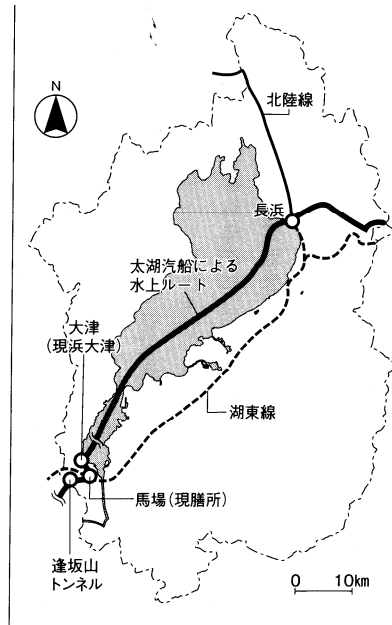 N
北陸線
長浜
太湖汽船による
水上ルート
大津
(現浜大津)
湖東線
馬場(現膳所)
逢坂山
トンネル
0 10km